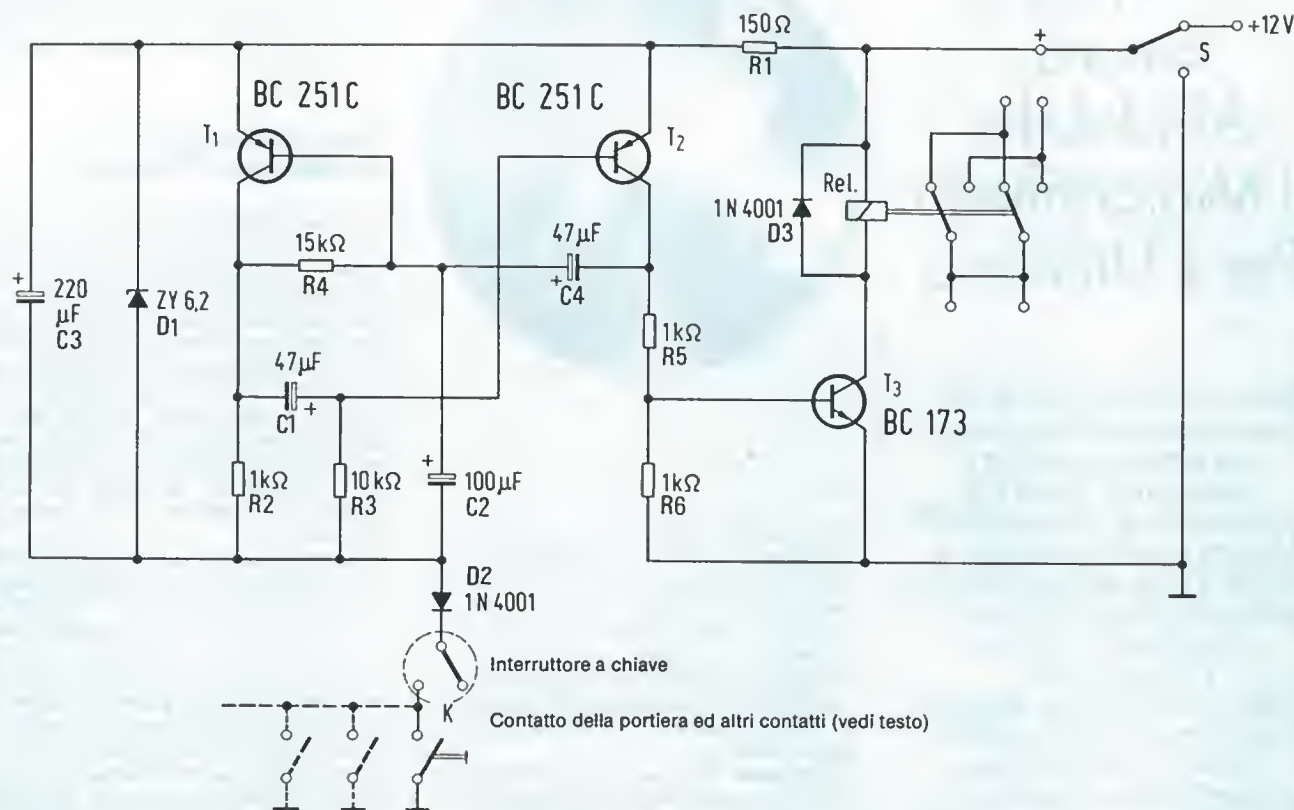 150Ω
R1
+
+12V
S
BC 251C
BC 251C
T1
T2
Rel.
1N 4001
D3
15kΩ
R4
47µF
+
C4
+
220
µF
C3
ZY 6,2
D1
1kΩ
R5
47µF
+
C1
T3
BC 173
1kΩ
R2
10kΩ
R3
+
100µF
C2
1kΩ
R6
D2
1N 4001
Interruttore a chiave
K
Contatto della portiera ed altri contatti (vedi testo)